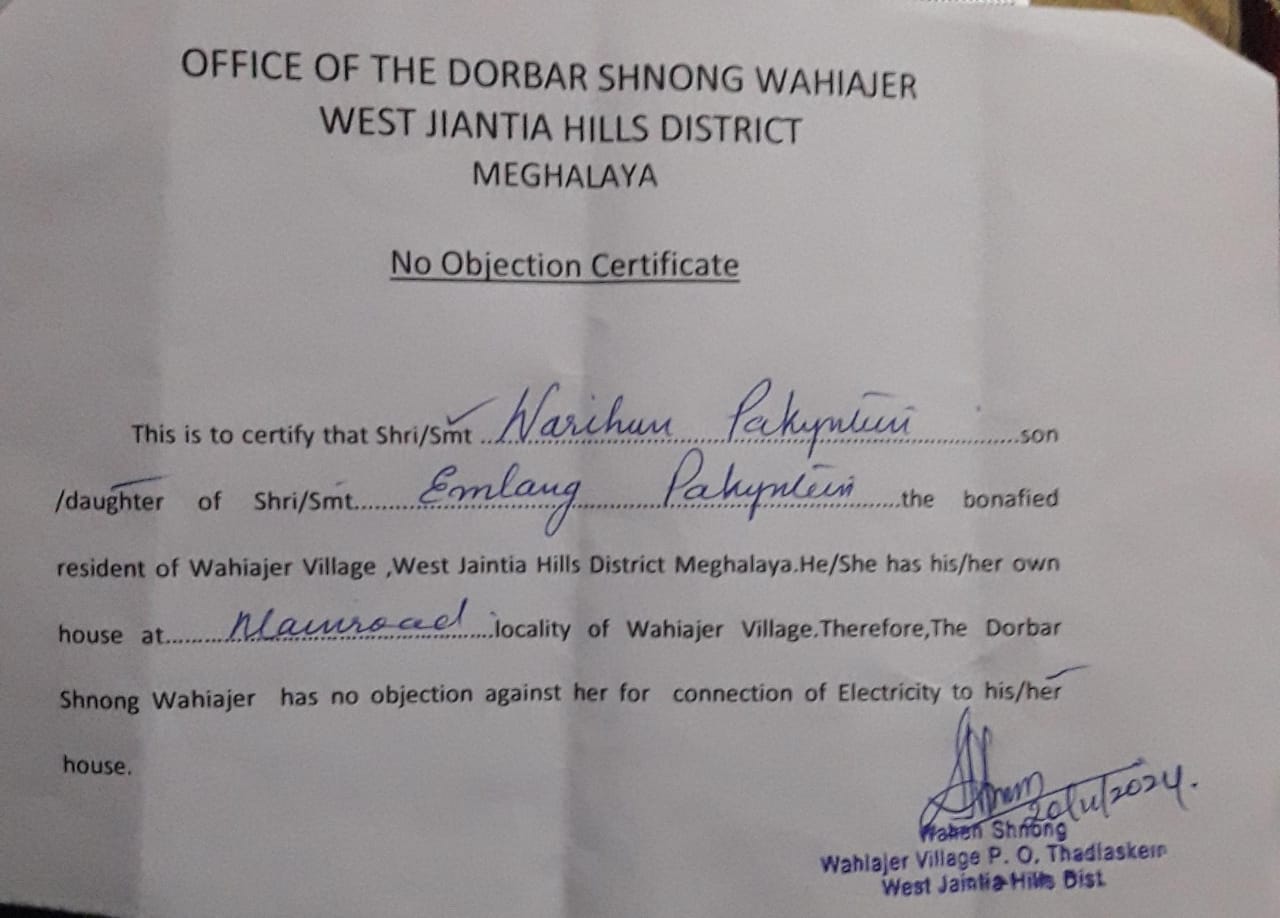 OFFICE OF THE DORBAR SHNONG WAHIAJER
WEST JIANTIA HILLS DISTRICT
MEGHALAYA
No Objection Certificate
This is to certify that Shri/Smt ..Warihun Pakyntein..........son
/daughter of Shri/Smt.......Emlang Pakyntein.......the bonafied
resident of Wahiajer Village ,West Jaintia Hills District Meghalaya.He/She has his/her own
house at.........Mainroad.....locality of Wahiajer Village.Therefore,The Dorbar
Shnong Wahiajer has no objection against her for connection of Electricity to his/her
house.
2024.
Waheh Shnong
Wahiajer Village P. O. Thadlaskein
West Jaintia Hills Dist.